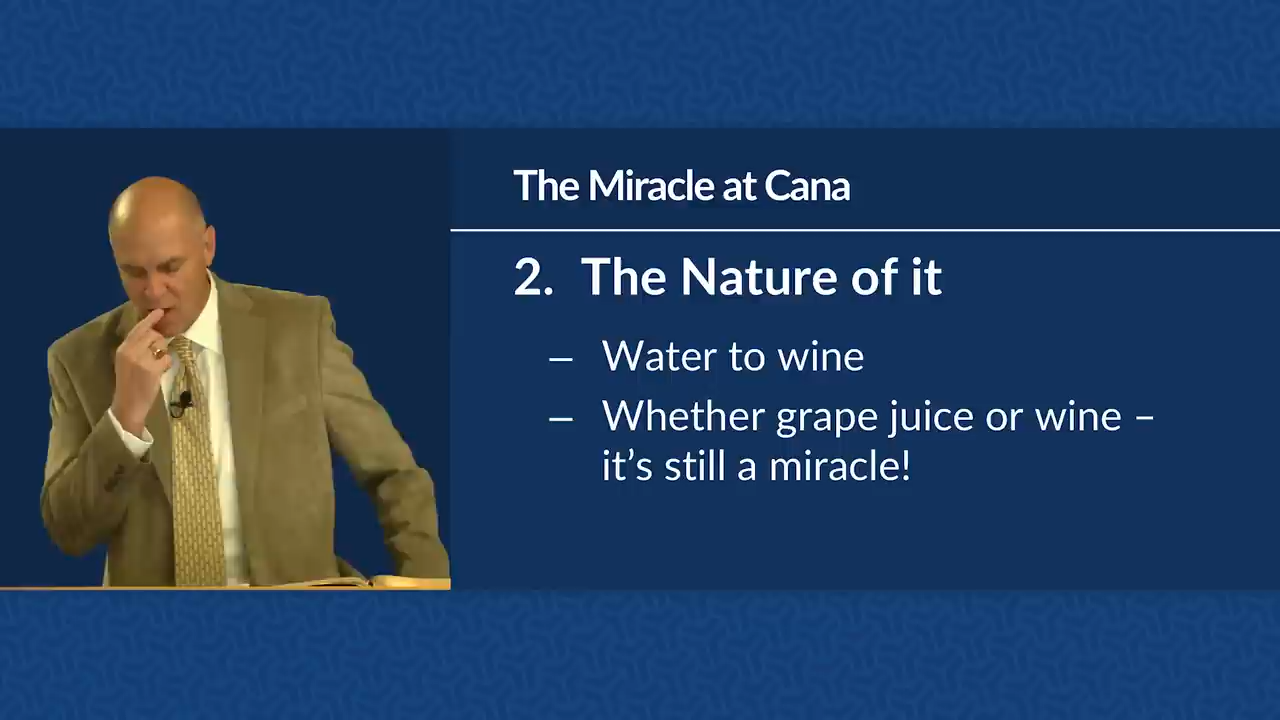 The Miracle at Cana
2. The Nature of it
– Water to wine
– Whether grape juice or wine –
it’s still a miracle!